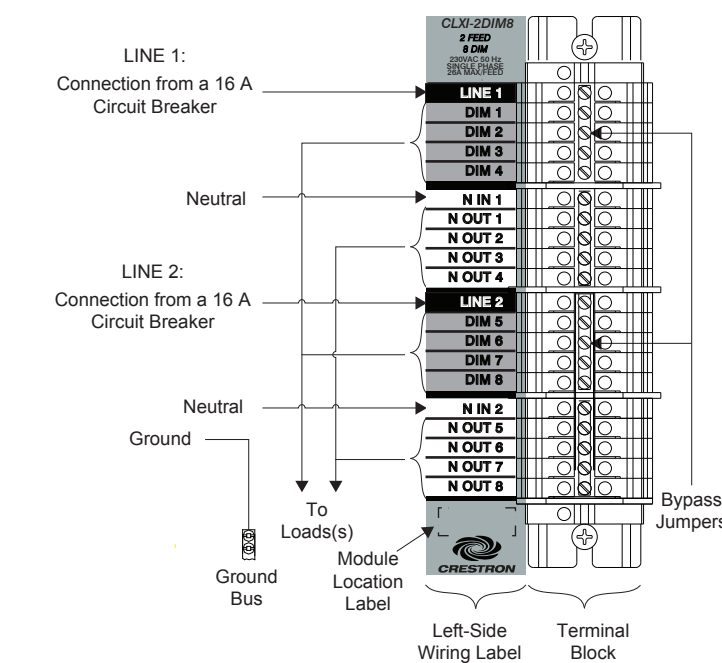 CLXI-2DIM8
2 FEED
8 DIM
230VAC 50 Hz
SINGLE PHASE
26A MAX/FEED
LINE 1:
Connection from a 16 A
Circuit Breaker
LINE 1
DIM 1
DIM 2
DIM 3
DIM 4
Neutral
N IN 1
N OUT 1
N OUT 2
N OUT 3
N OUT 4
LINE 2:
Connection from a 16 A
Circuit Breaker
LINE 2
DIM 5
DIM 6
DIM 7
DIM 8
Neutral
N IN 2
Ground
N OUT 5
N OUT 6
N OUT 7
N OUT 8
Bypass
Jumpers
To
Loads(s)
Module
Location
Label
Ground
Bus
CRESTRON
Left-Side
Wiring Label
Terminal
Block